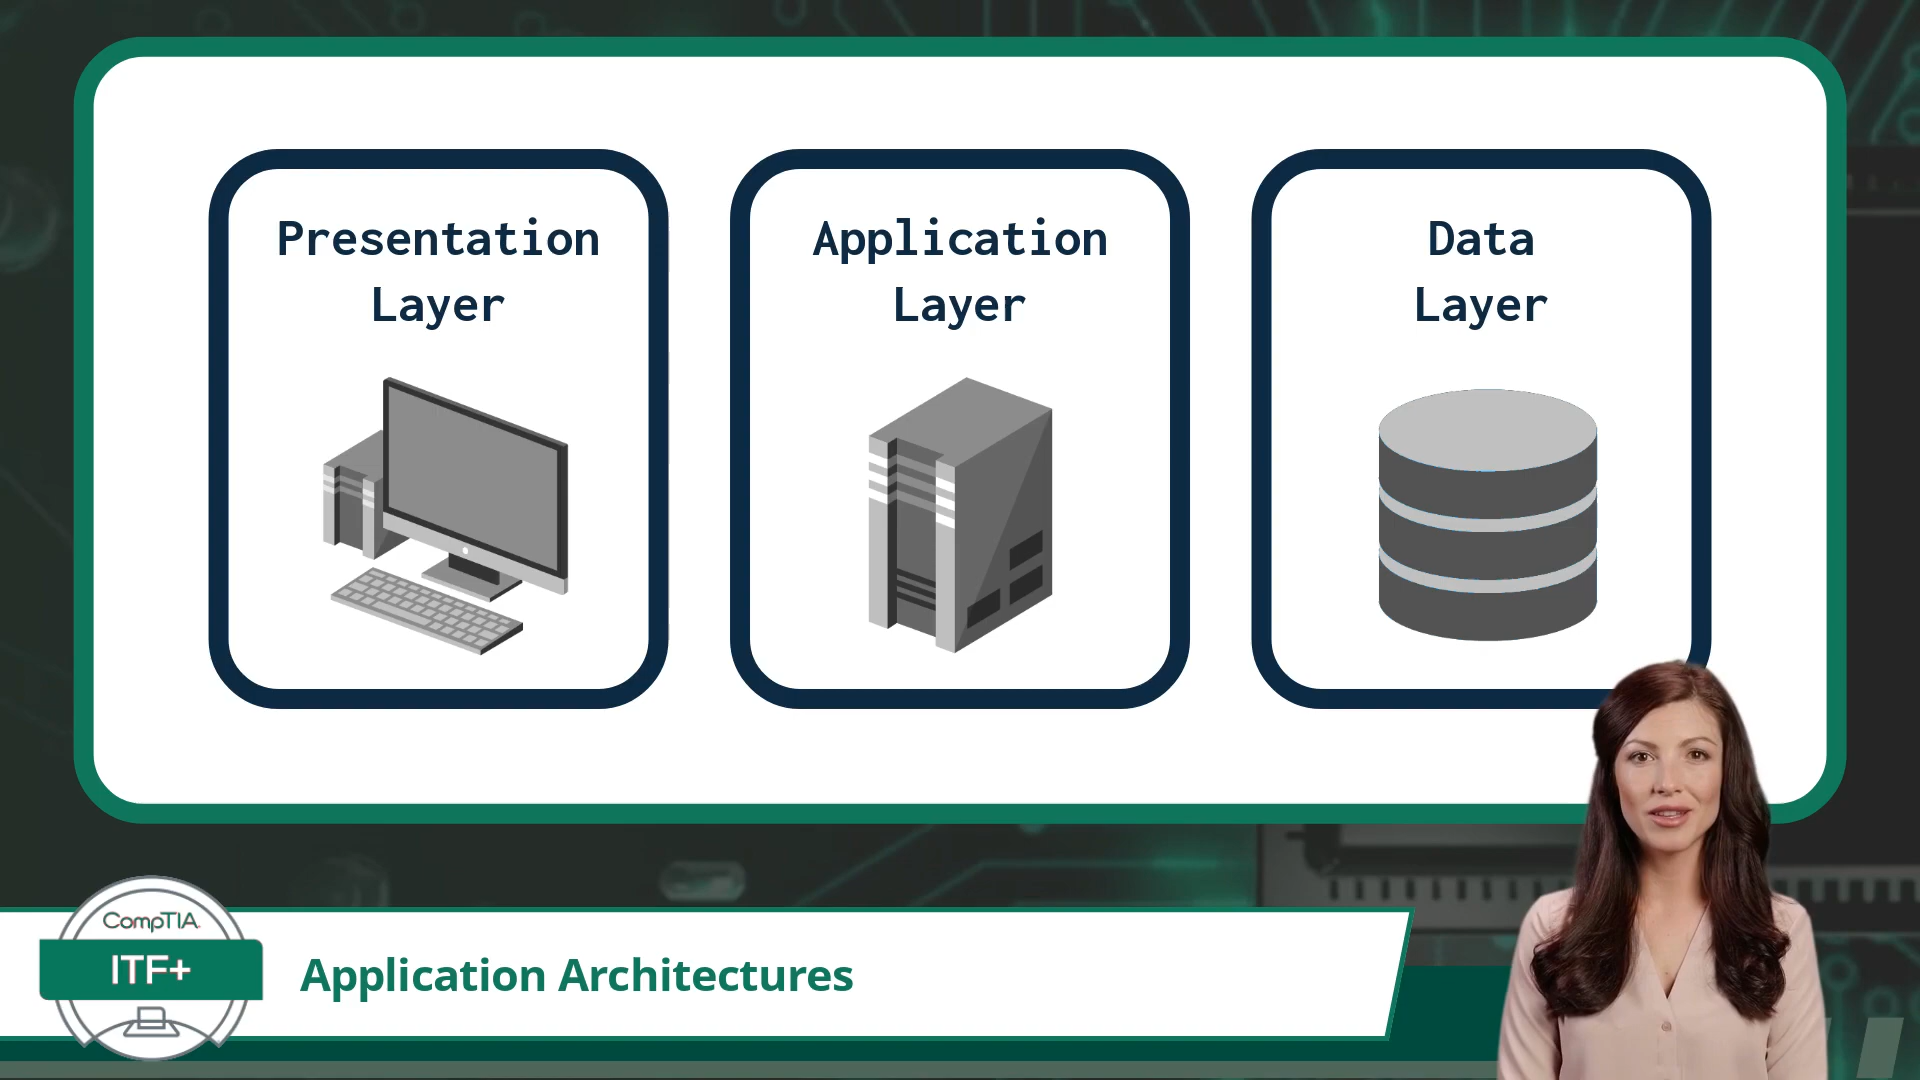 Presentation
Layer
Application
Layer
Data
Layer
CompTIA
ITF+
Application Architectures